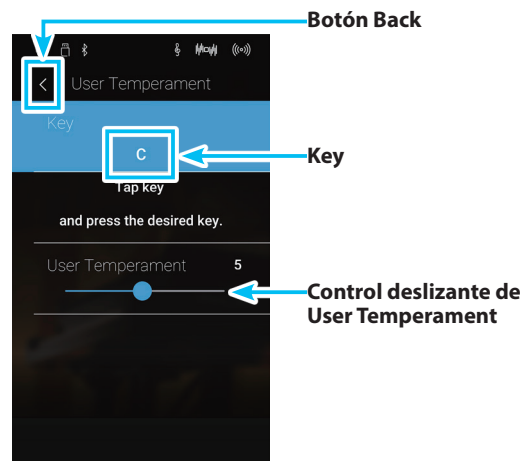 Botón Back
User Temperament
Key
C
Key
Tap key
and press the desired key.
User Temperament 5
Control deslizante de
User Temperament